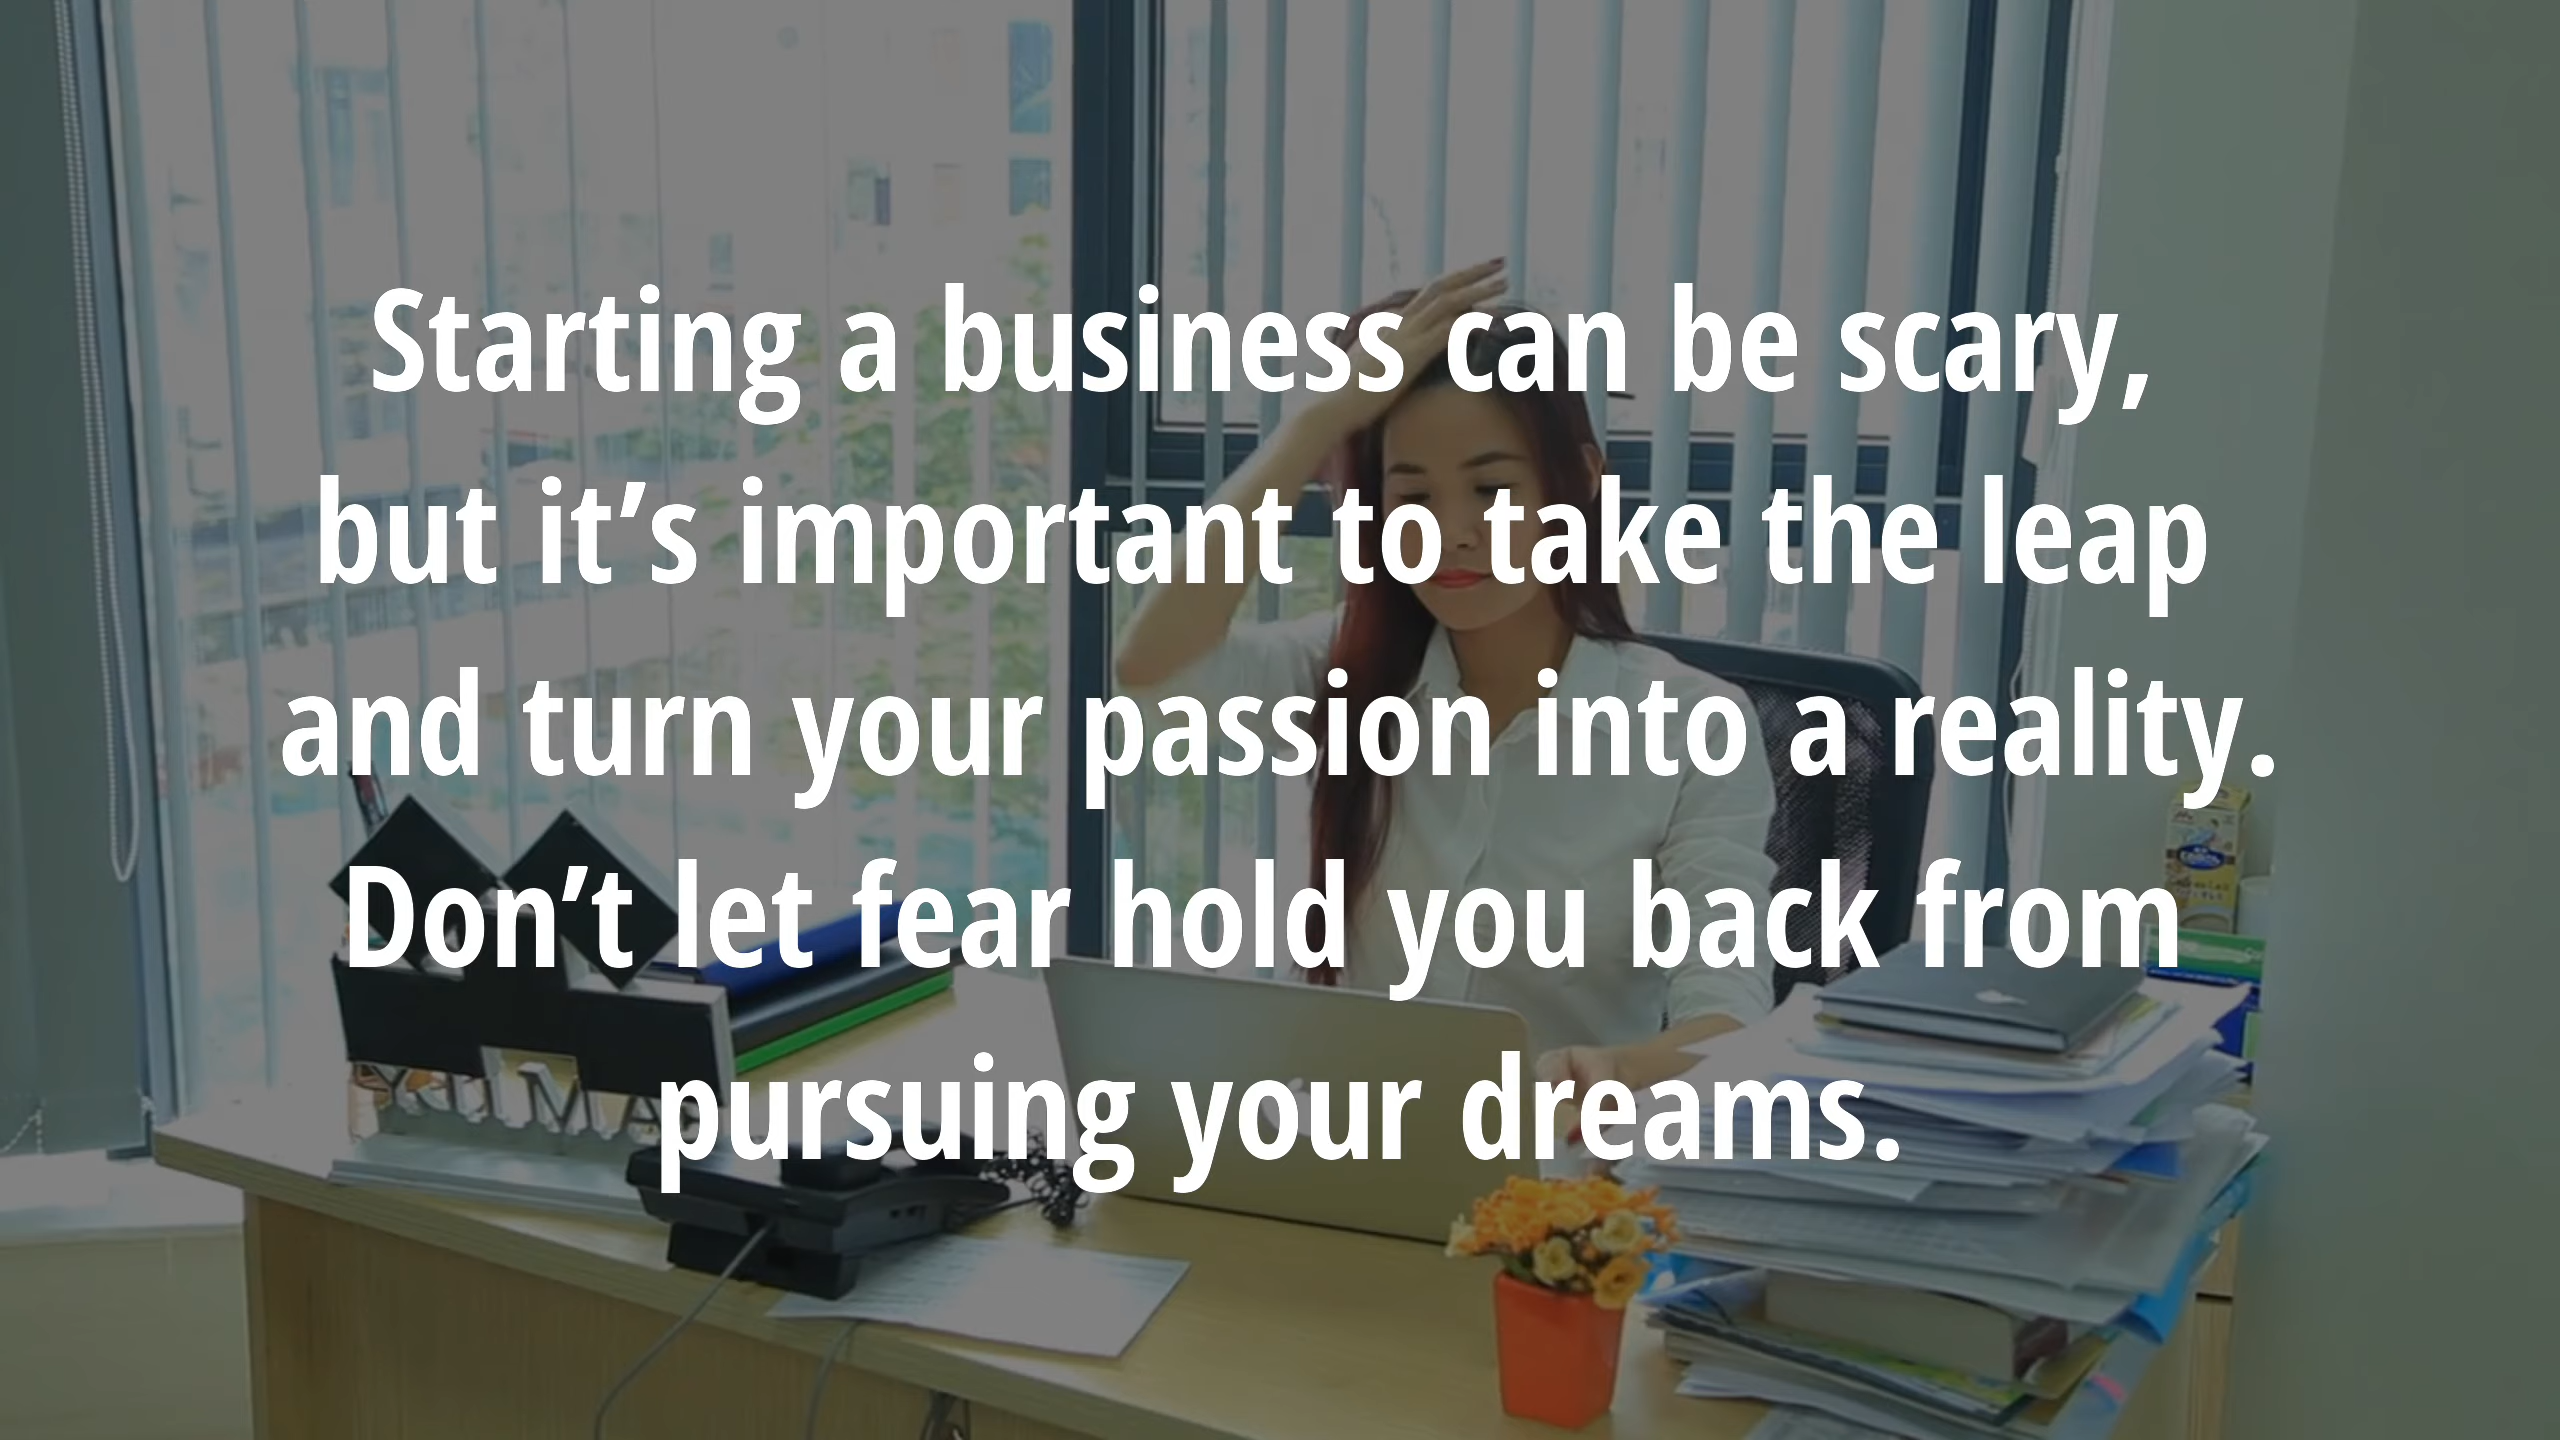 Starting a business can be scary,
but it’s important to take the leap
and turn your passion into a reality.
Don’t let fear hold you back from
pursuing your dreams.